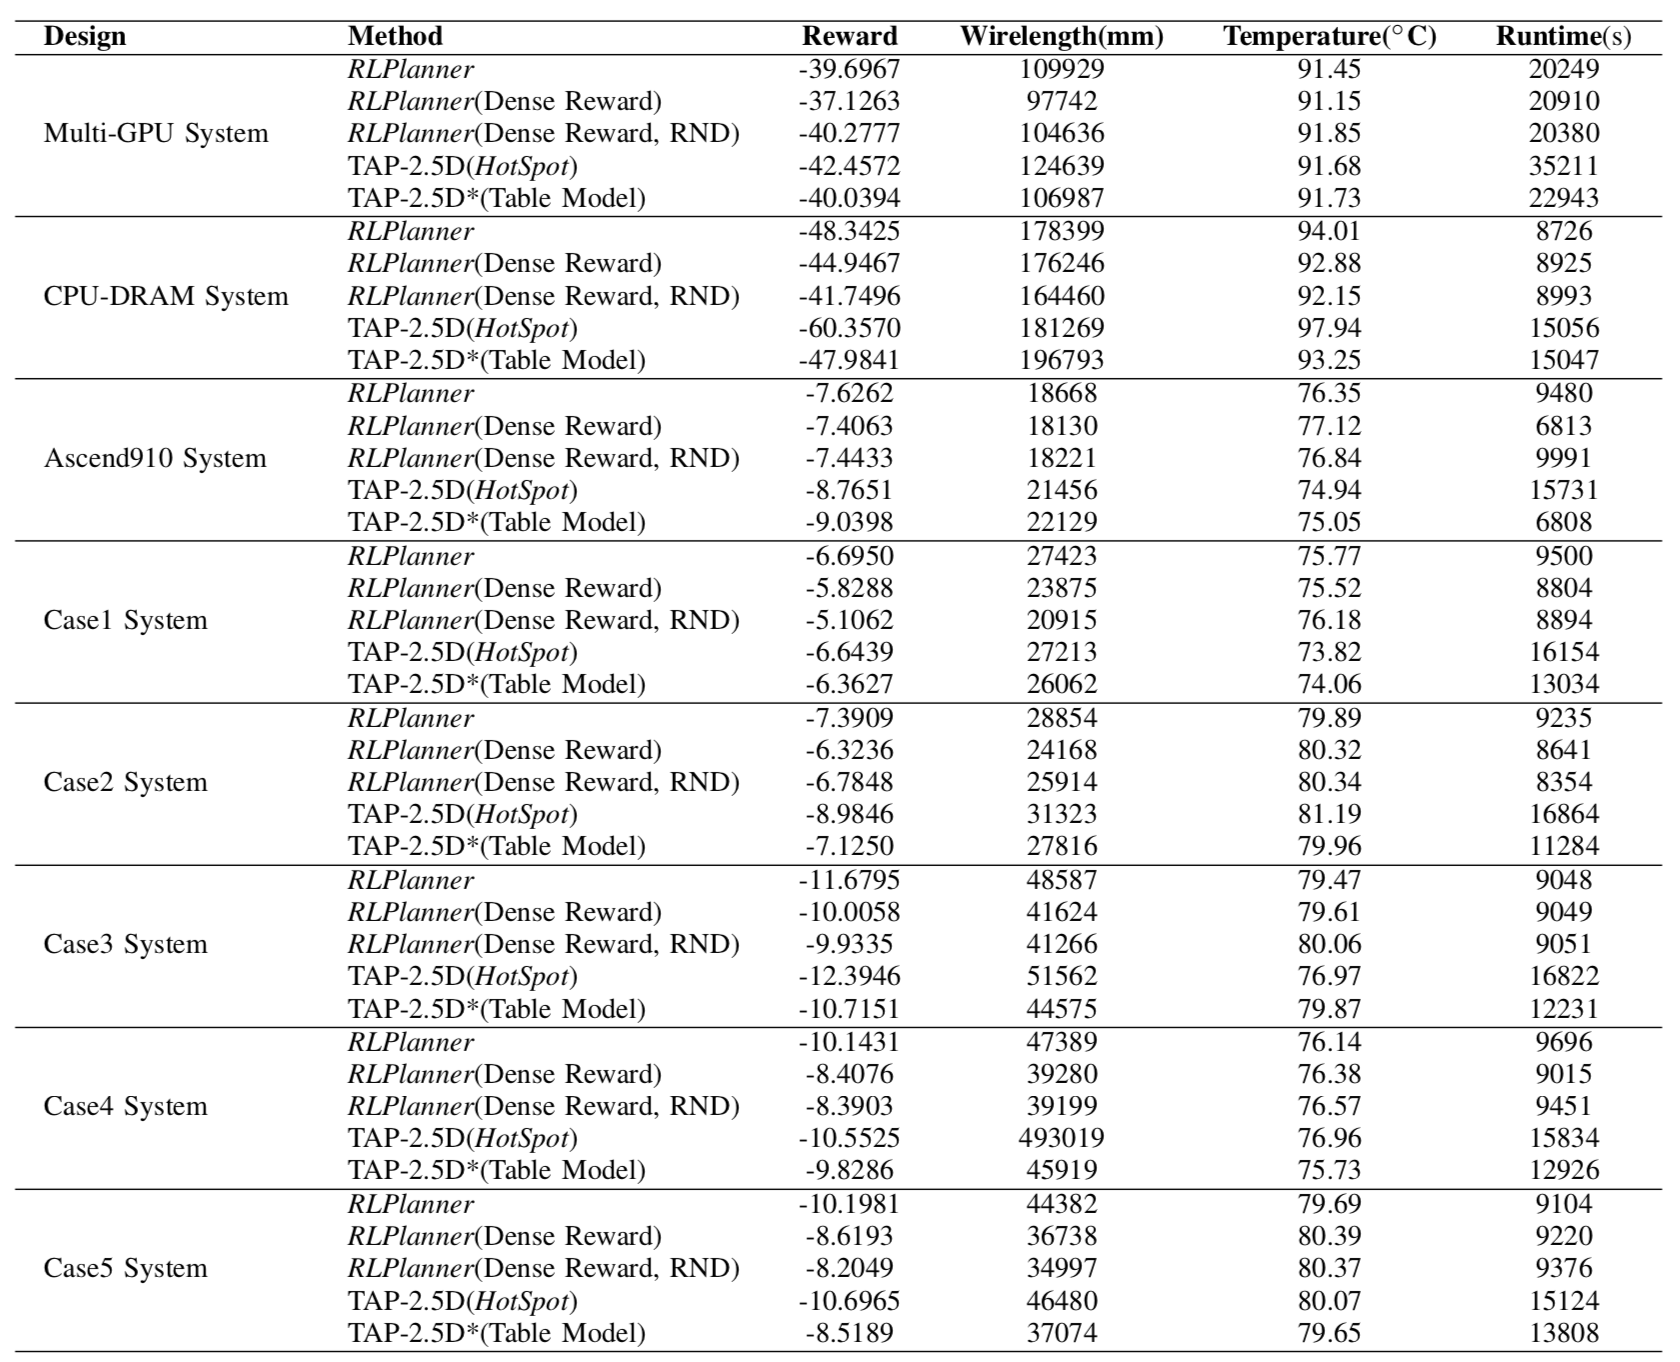 Design Method Reward Wirelength(mm) Temperature(°C) Runtime(s)
RLPlanner -39.6967 109929 91.45 20249
RLPlanner(Dense Reward) -37.1263 97742 91.15 20910
Multi-GPU System RLPlanner(Dense Reward, RND) -40.2777 104636 91.85 20380
TAP-2.5D(HotSpot) -42.4572 124639 91.68 35211
TAP-2.5D*(Table Model) -40.0394 106987 91.73 22943
RLPlanner -48.3425 178399 94.01 8726
RLPlanner(Dense Reward) -44.9467 176246 92.88 8925
CPU-DRAM System RLPlanner(Dense Reward, RND) -41.7496 164460 92.15 8993
TAP-2.5D(HotSpot) -60.3570 181269 97.94 15056
TAP-2.5D*(Table Model) -47.9841 196793 93.25 15047
RLPlanner -7.6262 18668 76.35 9480
RLPlanner(Dense Reward) -7.4063 18130 77.12 6813
Ascend910 System RLPlanner(Dense Reward, RND) -7.4433 18221 76.84 9991
TAP-2.5D(HotSpot) -8.7651 21456 74.94 15731
TAP-2.5D*(Table Model) -9.0398 22129 75.05 6808
RLPlanner -6.6950 27423 75.77 9500
RLPlanner(Dense Reward) -5.8288 23875 75.52 8804
Case1 System RLPlanner(Dense Reward, RND) -5.1062 20915 76.18 8894
TAP-2.5D(HotSpot) -6.6439 27213 73.82 16154
TAP-2.5D*(Table Model) -6.3627 26062 74.06 13034
RLPlanner -7.3909 28854 79.89 9235
RLPlanner(Dense Reward) -6.3236 24168 80.32 8641
Case2 System RLPlanner(Dense Reward, RND) -6.7848 25914 80.34 8354
TAP-2.5D(HotSpot) -8.9846 31323 81.19 16864
TAP-2.5D*(Table Model) -7.1250 27816 79.96 11284
RLPlanner -11.6795 48587 79.47 9048
RLPlanner(Dense Reward) -10.0058 41624 79.61 9049
Case3 System RLPlanner(Dense Reward, RND) -9.9335 41266 80.06 9051
TAP-2.5D(HotSpot) -12.3946 51562 76.97 16822
TAP-2.5D*(Table Model) -10.7151 44575 79.87 12231
RLPlanner -10.1431 47389 76.14 9696
RLPlanner(Dense Reward) -8.4076 39280 76.38 9015
Case4 System RLPlanner(Dense Reward, RND) -8.3903 39199 76.57 9451
TAP-2.5D(HotSpot) -10.5525 493019 76.96 15834
TAP-2.5D*(Table Model) -9.8286 45919 75.73 12926
RLPlanner -10.1981 44382 79.69 9104
RLPlanner(Dense Reward) -8.6193 36738 80.39 9220
Case5 System RLPlanner(Dense Reward, RND) -8.2049 34997 80.37 9376
TAP-2.5D(HotSpot) -10.6965 46480 80.07 15124
TAP-2.5D*(Table Model) -8.5189 37074 79.65 13808